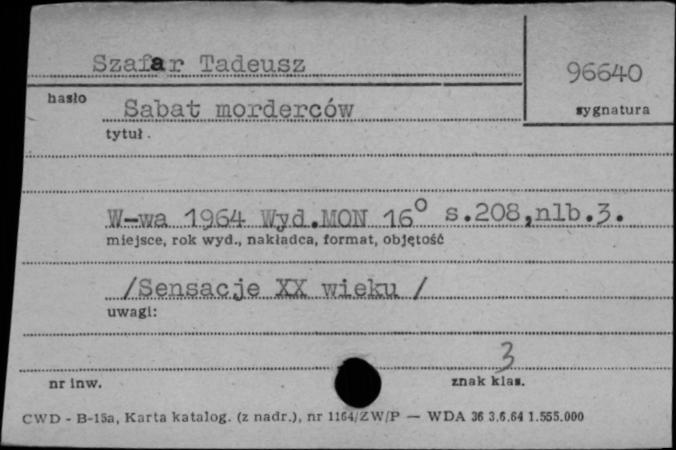 Szafar Tadeusz
96640
hasło
sygnatura
Sabat morderców
tytuł.
W-wa 1964 Wyd.MON 16° s.208,nlb.3.
miejsce, rok wyd., nakładca, format, objętość
/Sensacje XX wieku /
uwagi:
3
nr inw.
znak klas.
CWD - B-15a, Karta katalog. (z nadr.), nr 1164/ZW/P — WDA 36 3.6.64 1.555.000